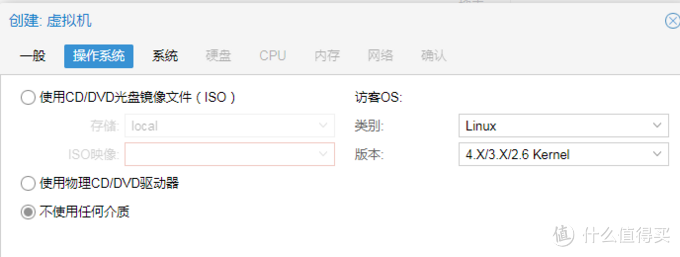 创建: 虚拟机
一般 操作系统 系统 硬盘 CPU 内存 网络 确认
使用CD/DVD光盘镜像文件（ISO） 访客OS:
存储: local 类别: Linux
ISO映像: 版本: 4.X/3.X/2.6 Kernel
使用物理CD/DVD驱动器
不使用任何介质
值 什么值得买